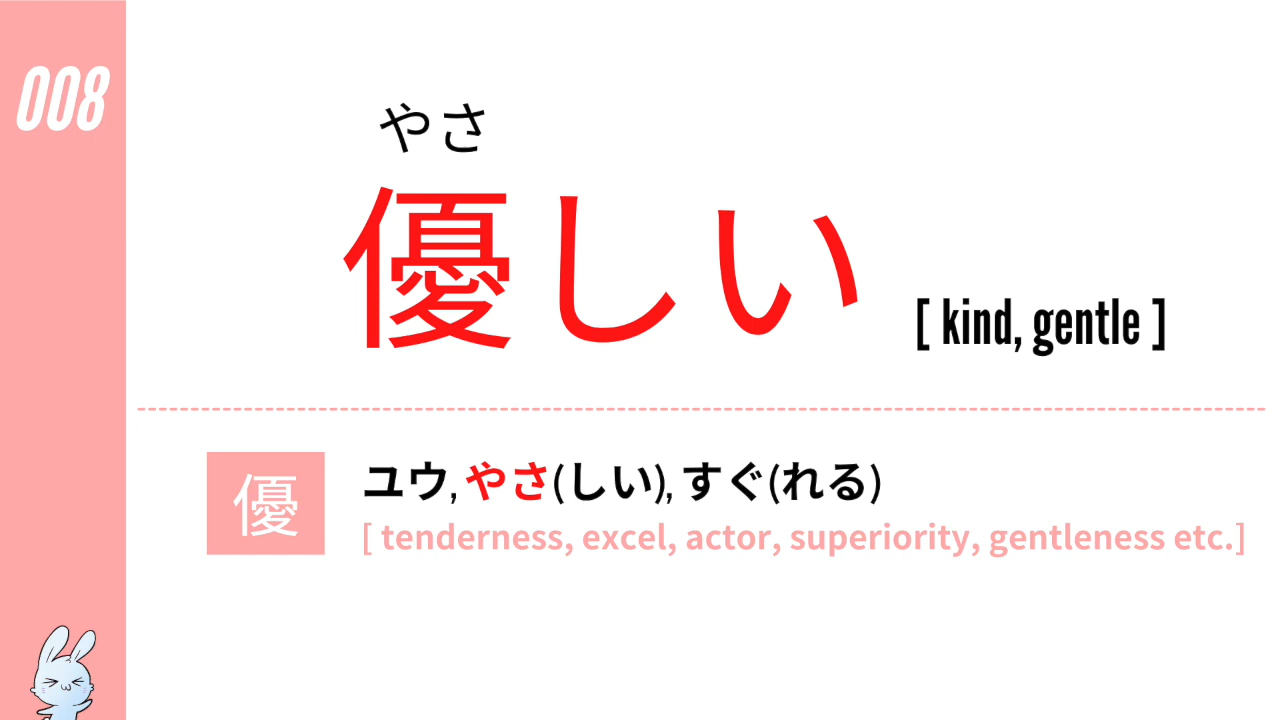 008
やさ
優しい [ kind, gentle ]
優
ユウ, やさ(しい), すぐ(れる)
[ tenderness, excel, actor, superiority, gentleness etc.]